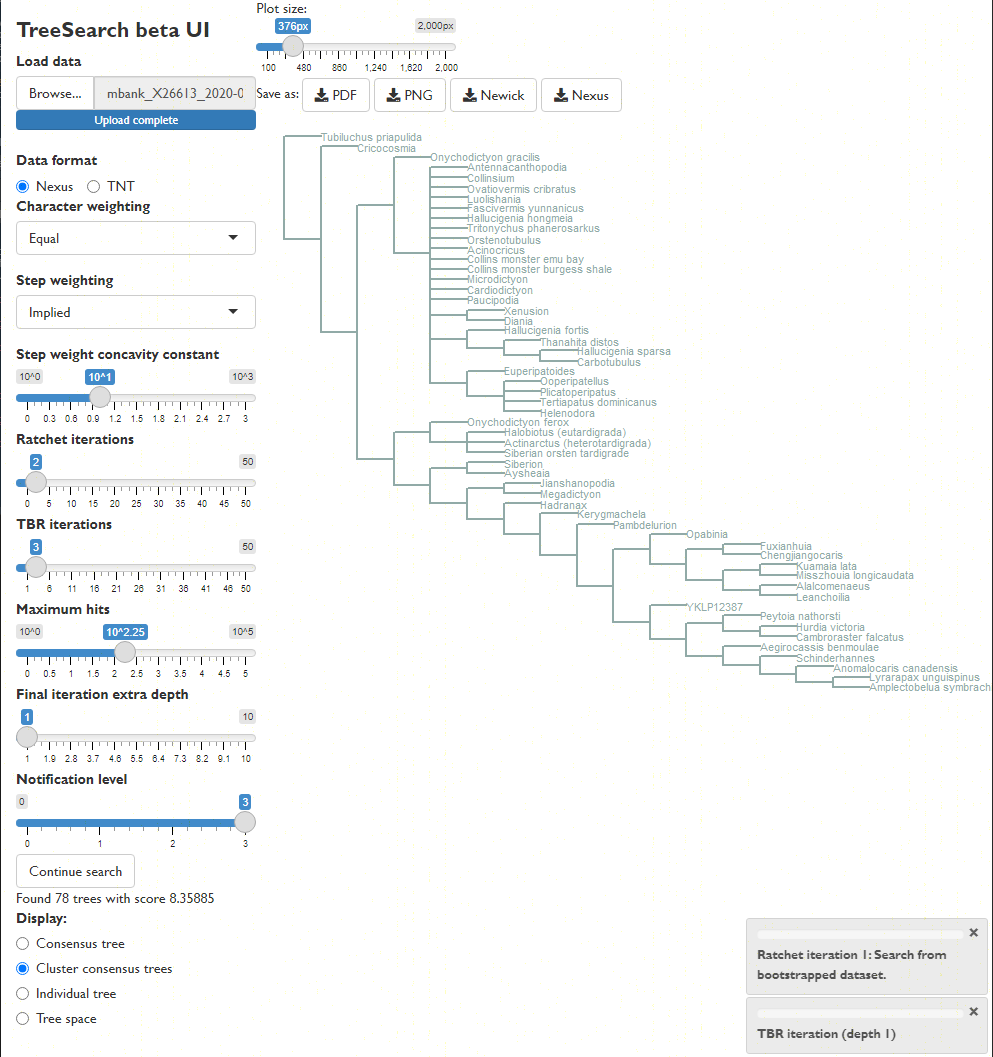 TreeSearch beta UI
Load data
Browse... mbank_X26613_2020-0
Upload complete
Data format
Nexus TNT
Character weighting
Equal
Step weighting
Implied
Step weight concavity constant
10^0 10^1 10^3
0 0.3 0.6 0.9 1.2 1.5 1.8 2.1 2.4 2.7 3
Ratchet iterations
2 50
0 5 10 15 20 25 30 35 40 45 50
TBR iterations
3 50
1 6 11 16 21 26 31 36 41 46 50
Maximum hits
10^0 10^2.25 10^5
0 0.5 1 1.5 2 2.5 3 3.5 4 4.5 5
Final iteration extra depth
1 10
1 1.9 2.8 3.7 4.6 5.5 6.4 7.3 8.2 9.1 10
Notification level
0 3
0 1 2 3
Continue search
Found 78 trees with score 8.35885
Display:
Consensus tree
Cluster consensus trees
Individual tree
Tree space
Plot size:
376px 2,000px
100 480 860 1,240 1,620 2,000
Save as: PDF PNG Newick Nexus
Tubiluchus priapulida
Cricocosmia
Onychodictyon gracilis
Antennacanthopodia
Collinsium
Ovatiovermis cribratus
Luolishania
Fascivermis yunnanicus
Hallucigenia hongmeia
Tritonychus phanerosarkus
Orstenotubulus
Acinocricus
Collins monster emu bay
Collins monster burgess shale
Microdictyon
Cardiodictyon
Paucipodia
Xenusion
Diania
Hallucigenia fortis
Thanahita distos
Hallucigenia sparsa
Carbotubulus
Euperipatoides
Ooperipatellus
Plicatoperipatus
Tertiapatus dominicanus
Helenodora
Onychodictyon ferox
Halobiotus (eutardigrada)
Actinarctus (heterotardigrada)
Siberian orsten tardigrade
Siberion
Aysheaia
Jianshanopodia
Megadictyon
Hadranax
Kerygmachela
Pambdelurion
Opabinia
Fuxianhuia
Chengjiangocaris
Kuamaia lata
Misszhouia longicaudata
Alalcomenaeus
Leanchoilia
YKLP12387
Peytoia nathorsti
Hurdia victoria
Cambroraster falcatus
Aegirocassis benmoulae
Schinderhannes
Anomalocaris canadensis
Lyrarapax unguispinus
Amplectobelua symbrach
Ratchet iteration 1: Search from
bootstrapped dataset.
TBR iteration (depth 1)